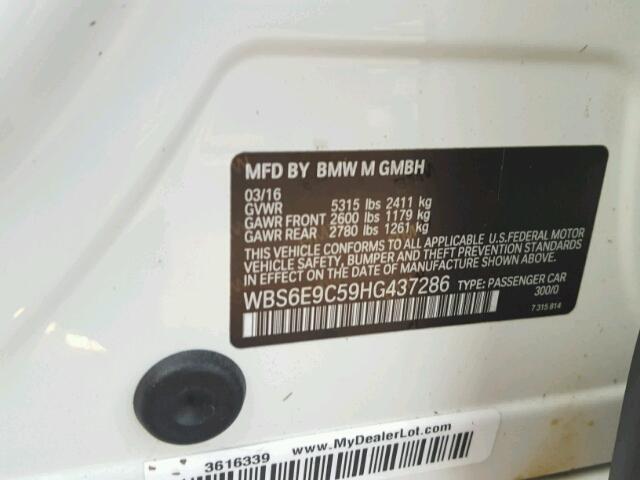 MFD BY BMW M GMBH
03/16
GVWR 5315 lbs 2411 kg
GAWR FRONT 2600 lbs 1179 kg
GAWR REAR 2780 lbs 1261 kg
THIS VEHICLE CONFORMS TO ALL APPLICABLE U.S.FEDERAL MOTOR
VEHICLE SAFETY, BUMPER AND THEFT PREVENTION STANDARDS
IN EFFECT ON THE DATE OF MANUFACTURE SHOWN ABOVE.
WBS6E9C59HG437286 TYPE: PASSENGER CAR
300/0
7 315 814
www.MyDealerLot.com
3616339